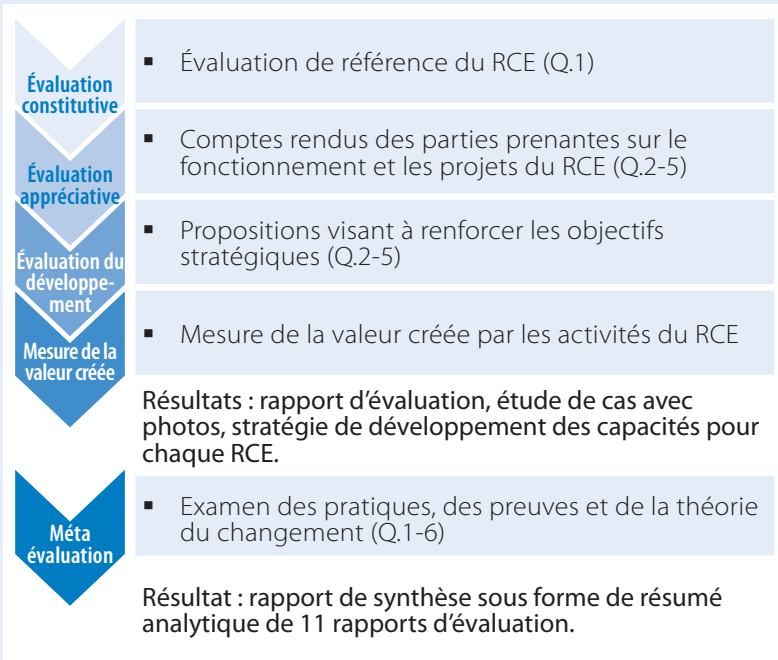 Évaluation
constitutive
▪ Évaluation de référence du RCE (Q.1)
Évaluation
appréciative
▪ Comptes rendus des parties prenantes sur le
fonctionnement et les projets du RCE (Q.2-5)
Évaluation du
développe-
ment
▪ Propositions visant à renforcer les objectifs
stratégiques (Q.2-5)
Mesure de la
valeur créée
▪ Mesure de la valeur créée par les activités du RCE
Résultats : rapport d’évaluation, étude de cas avec
photos, stratégie de développement des capacités pour
chaque RCE.
Méta
évaluation
▪ Examen des pratiques, des preuves et de la théorie
du changement (Q.1-6)
Résultat : rapport de synthèse sous forme de résumé
analytique de 11 rapports d’évaluation.